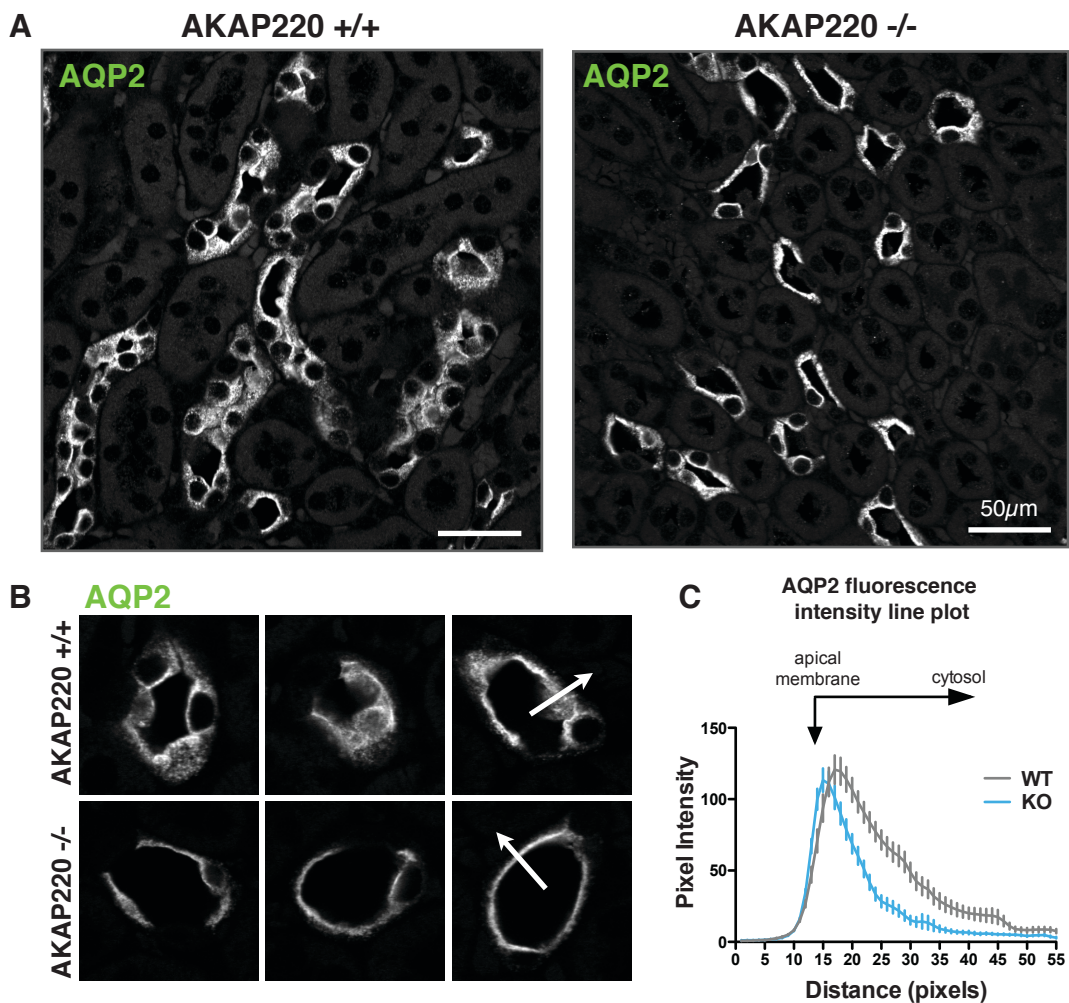 A
AKAP220 +/+
AKAP220 -/-
AQP2
AQP2
50µm
B
AQP2
AKAP220 +/+
AKAP220 -/-
C
AQP2 fluorescence
intensity line plot
apical
membrane
cytosol
150
100
50
0
Pixel Intensity
WT
KO
0 5 10 15 20 25 30 35 40 45 50 55
Distance (pixels)